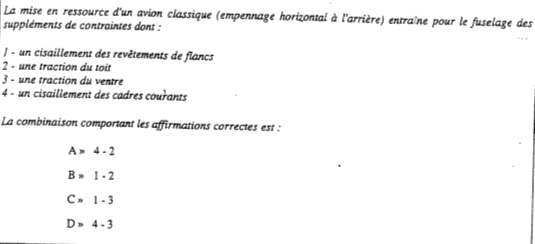 La mise en ressource d'un avion classique (empennage horizontal à l'arrière) entraîne pour le fuselage des
suppléments de contraintes dont :
1 - un cisaillement des revêtements de flancs
2 - une traction du toit
3 - une traction du ventre
4 - un cisaillement des cadres courants
La combinaison comportant les affirmations correctes est :
A » 4 - 2
B » 1 - 2
C » 1 - 3
D » 4 - 3